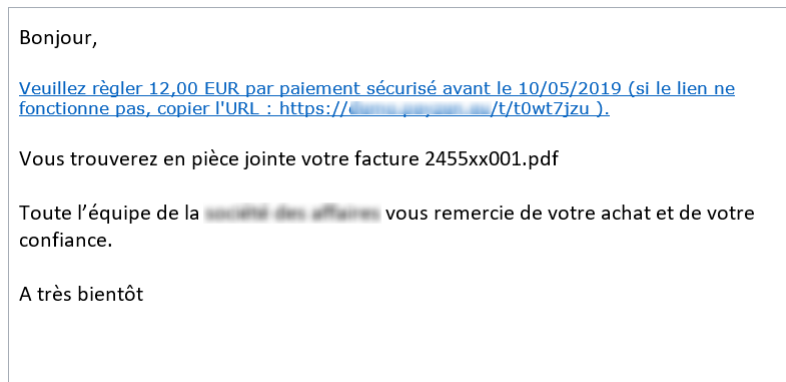 Bonjour,
Veuillez règler 12,00 EUR par paiement sécurisé avant le 10/05/2019 (si le lien ne
fonctionne pas, copier l'URL : https:///t/t0wt7jzu ).
Vous trouverez en pièce jointe votre facture 2455xx001.pdf
Toute l’équipe de la vous remercie de votre achat et de votre
confiance.
A très bientôt